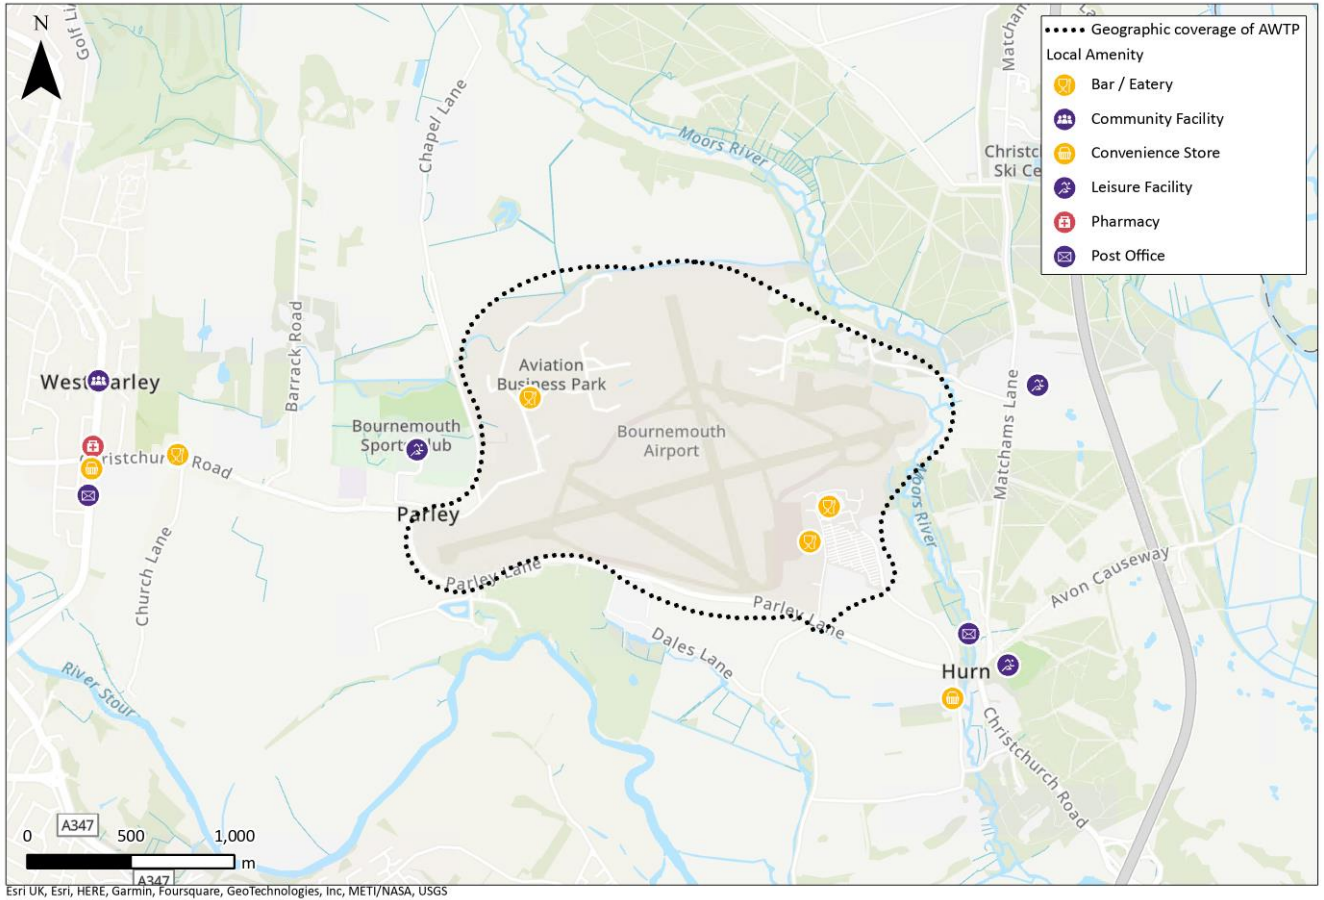 N
Golf Li
Chapel Lane
Matcham
La
Geographic coverage of AWTP
Local Amenity
Bar / Eatery
Community Facility
Convenience Store
Leisure Facility
Pharmacy
Post Office
Moors River
Christc
Ski Ce
Barrack Road
Aviation
Business Park
West Parley
Matchams Lane
Bournemouth
Sports Club
Bournemouth
Airport
Christchurch Road
Moors River
Parley
Church Lane
Parley Lane
Avon Causeway
Parley Lane
Dales Lane
Hurn
River Stour
Christchurch Road
A347
0 500 1,000
m
A347
Esri UK, Esri, HERE, Garmin, Foursquare, GeoTechnologies, Inc, METI/NASA, USGS